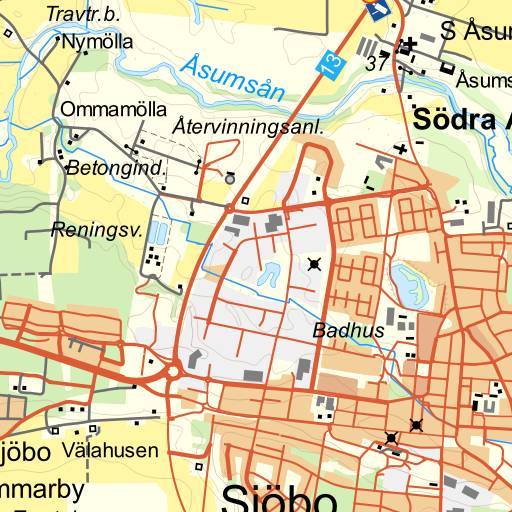 Travtr.b.
Nymölla
S Åsum
37
13
Åsums
Åsumsån
Ommamölla
Södra Å
Återvinningsanl.
Betongind.
Reningsv.
Badhus
Välahusen
jöbo
mmarby
Sjöbo